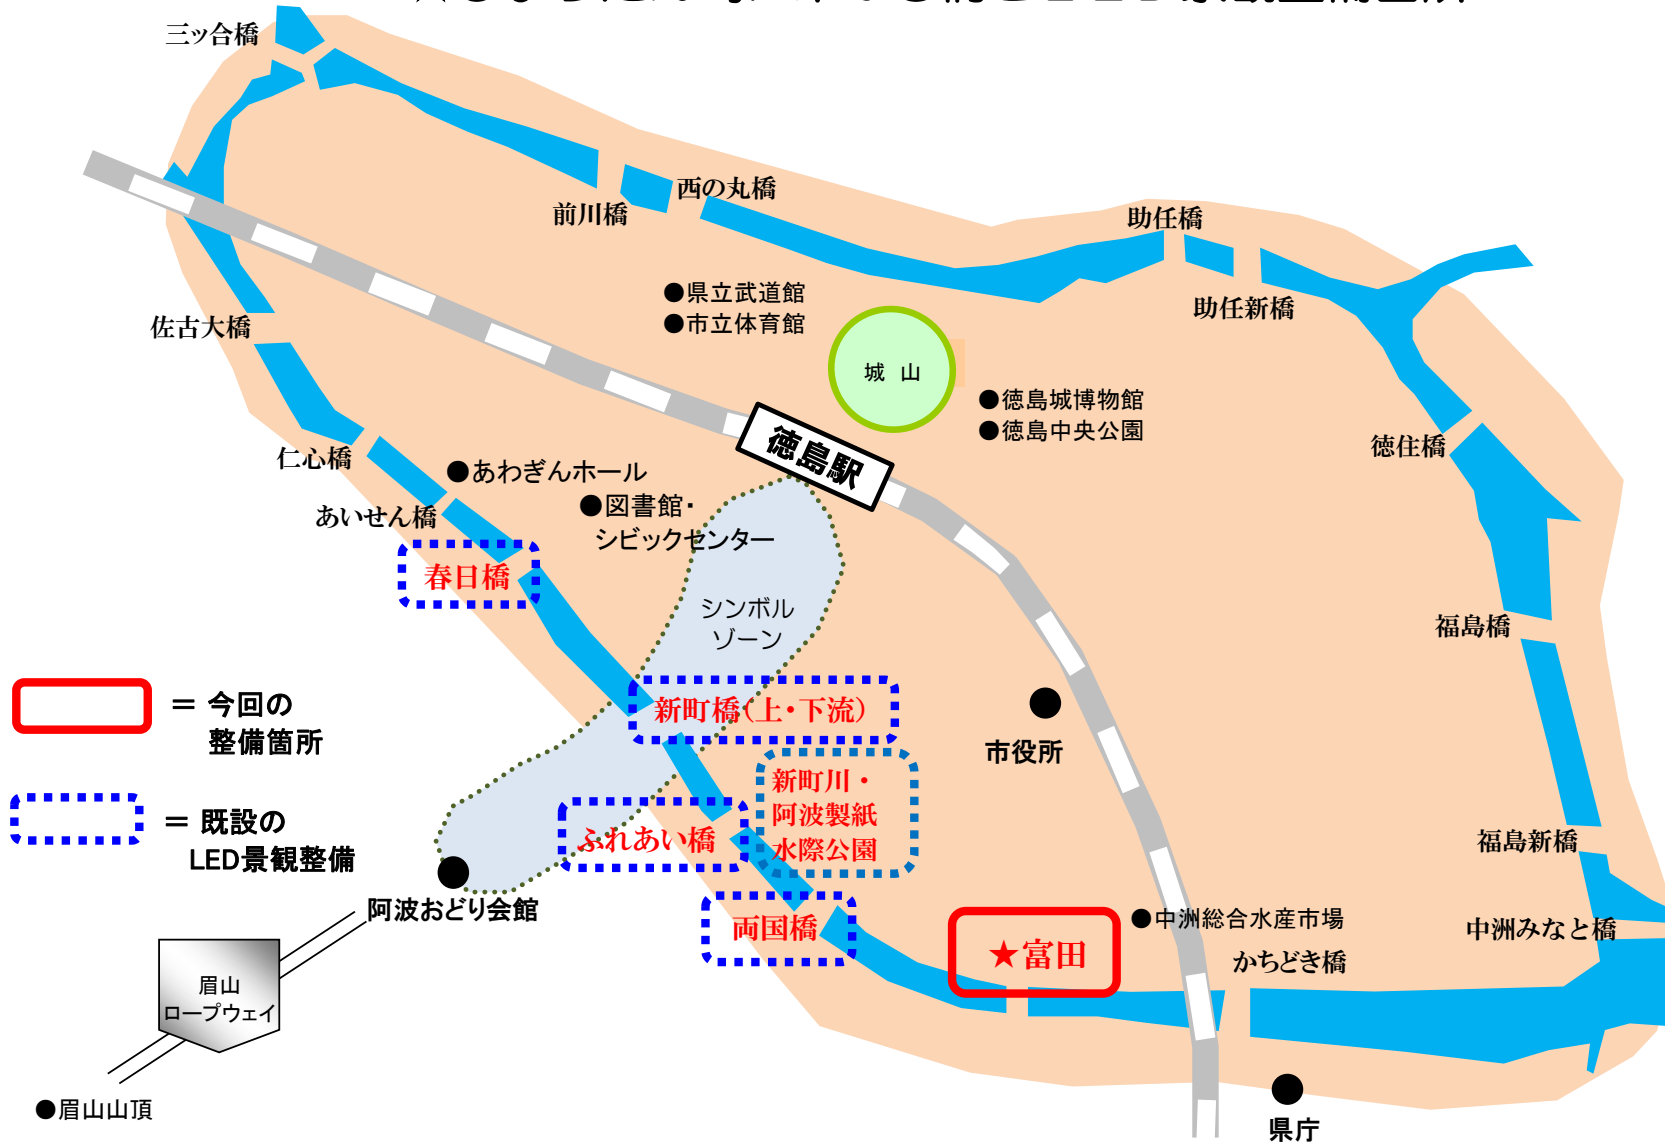 三ッ合橋
前川橋
西の丸橋
助任橋
助任新橋
●県立武道館
●市立体育館
城 山
●徳島城博物館
●徳島中央公園
佐古大橋
徳島駅
徳住橋
仁心橋
●あわぎんホール
●図書館・
シビックセンター
あいせん橋
春日橋
シンボル
ゾーン
福島橋
= 今回の
整備箇所
新町橋(上・下流)
市役所
新町川・
阿波製紙
水際公園
= 既設の
LED景観整備
ふれあい橋
福島新橋
阿波おどり会館
両国橋
★富田
●中洲総合水産市場
中洲みなと橋
かちどき橋
眉山
ロープウェイ
●眉山山頂
県庁